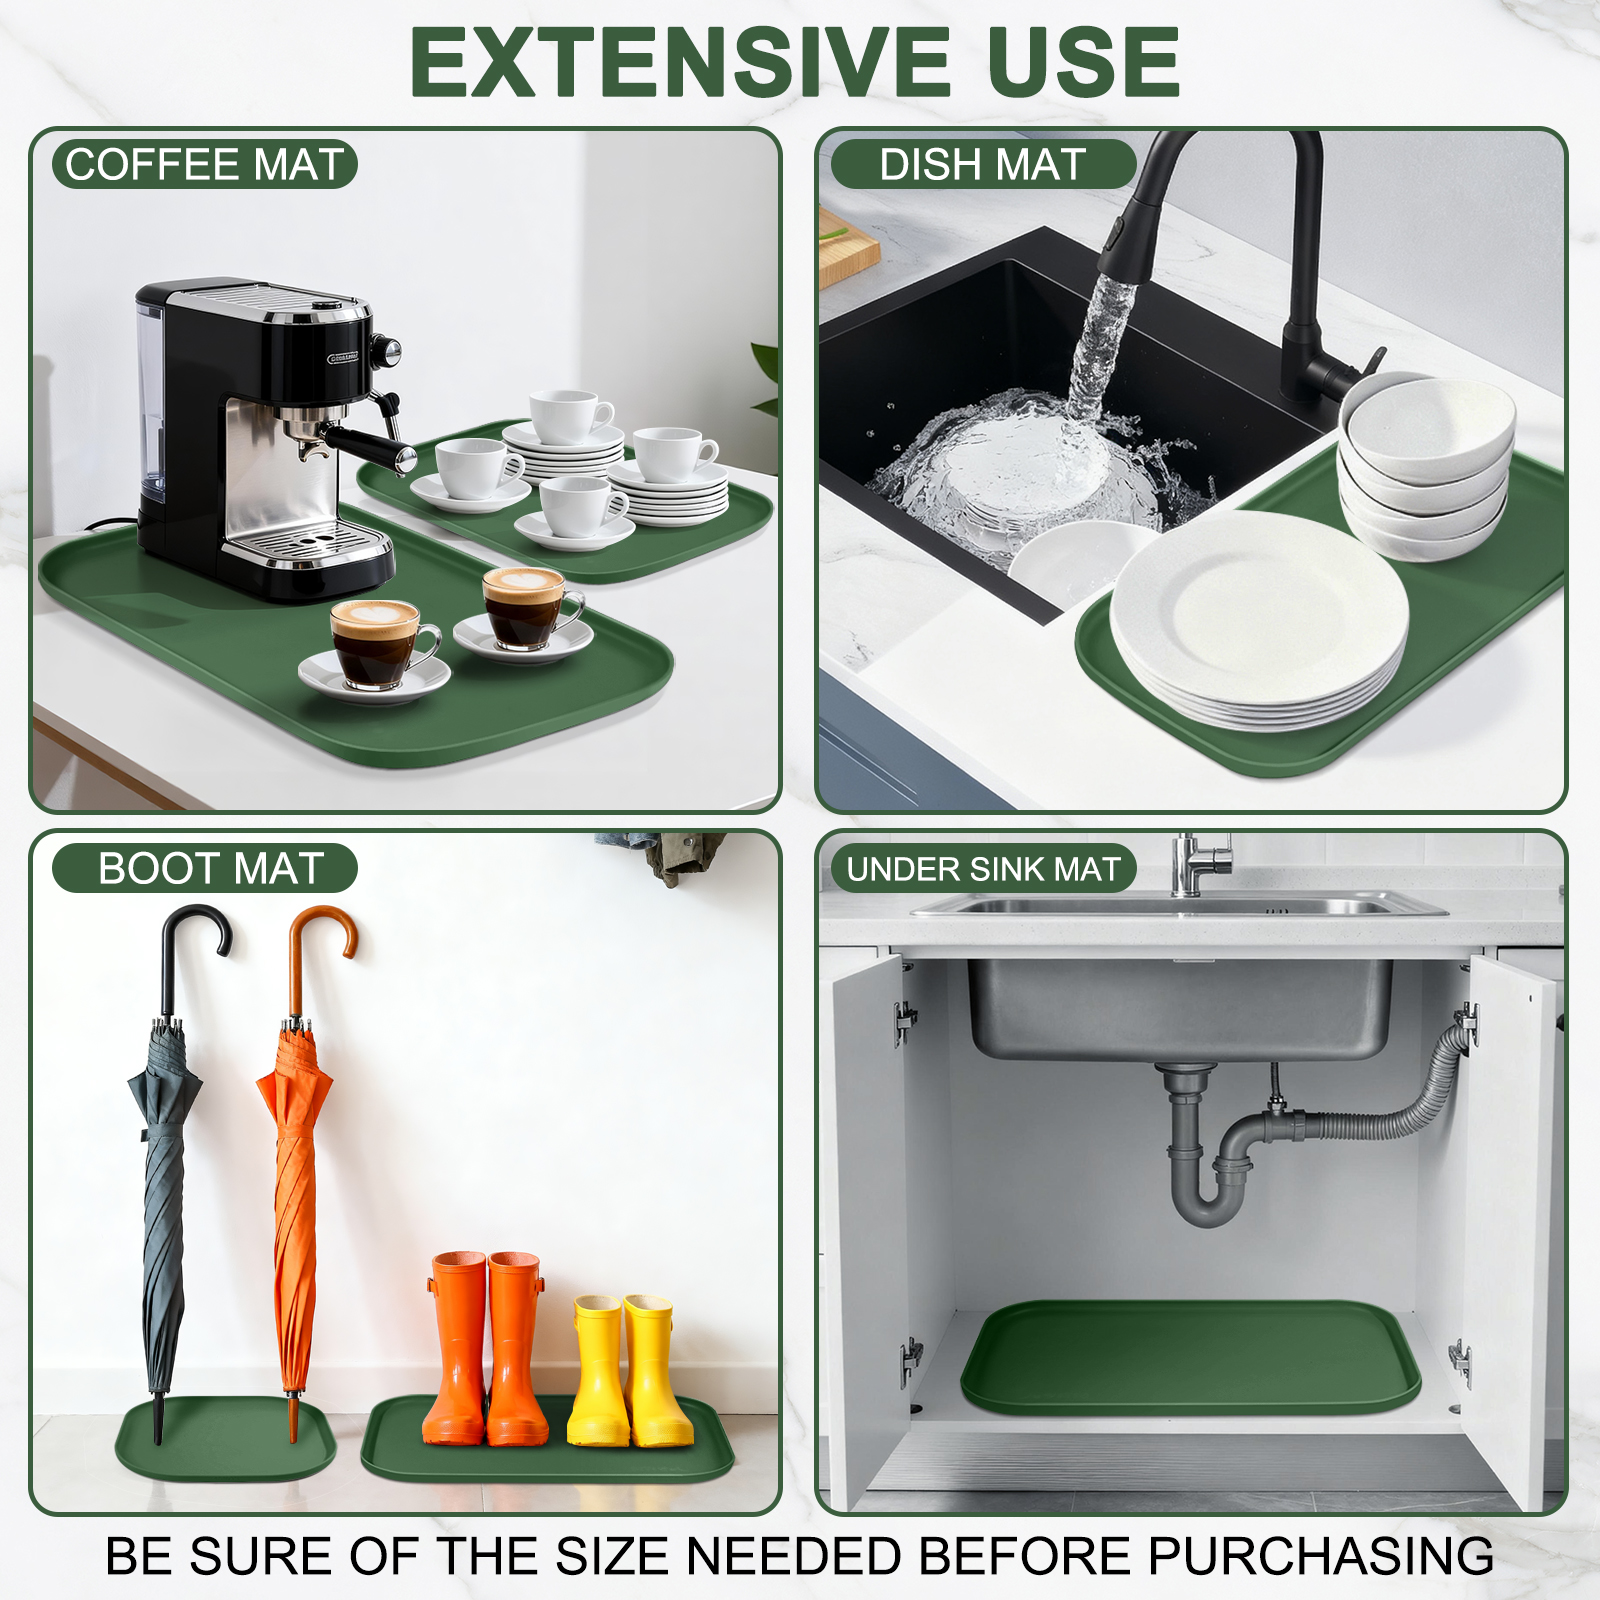 EXTENSIVE USE
COFFEE MAT
DISH MAT
BOOT MAT
UNDER SINK MAT
BE SURE OF THE SIZE NEEDED BEFORE PURCHASING